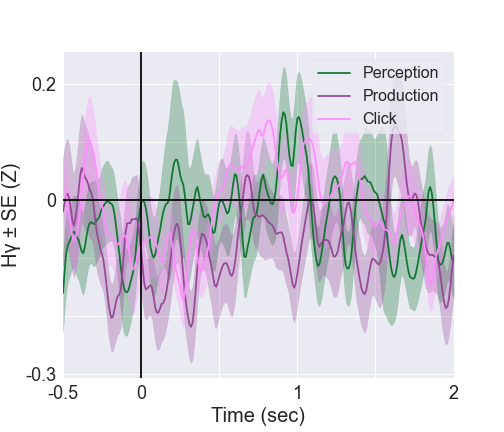 Perception
Production
Click
Hγ ± SE (Z)
0.2
0
-0.3
-0.5
0
1
2
Time (sec)